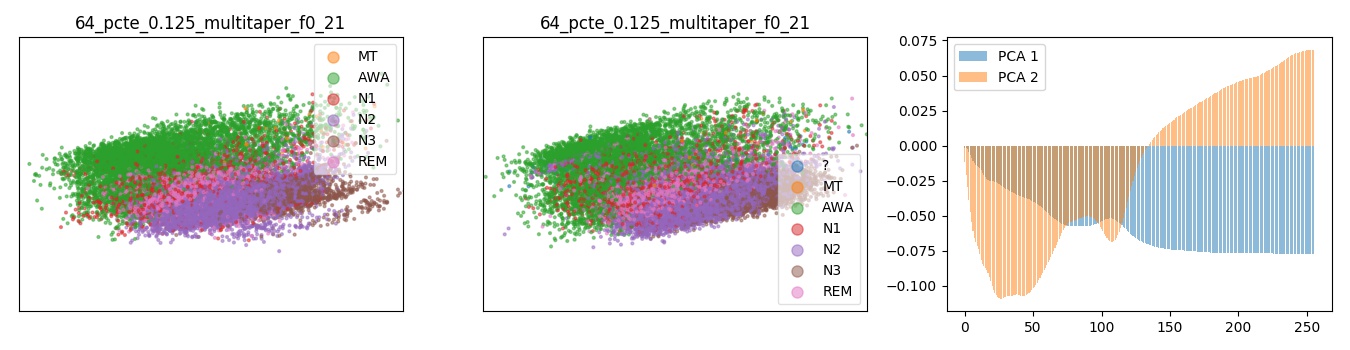 64_pcte_0.125_multitaper_f0_21
MT
AWA
N1
N2
N3
REM
64_pcte_0.125_multitaper_f0_21
?
MT
AWA
N1
N2
N3
REM
PCA 1
PCA 2
0.075
0.050
0.025
0.000
−0.025
−0.050
−0.075
−0.100
0 50 100 150 200 250